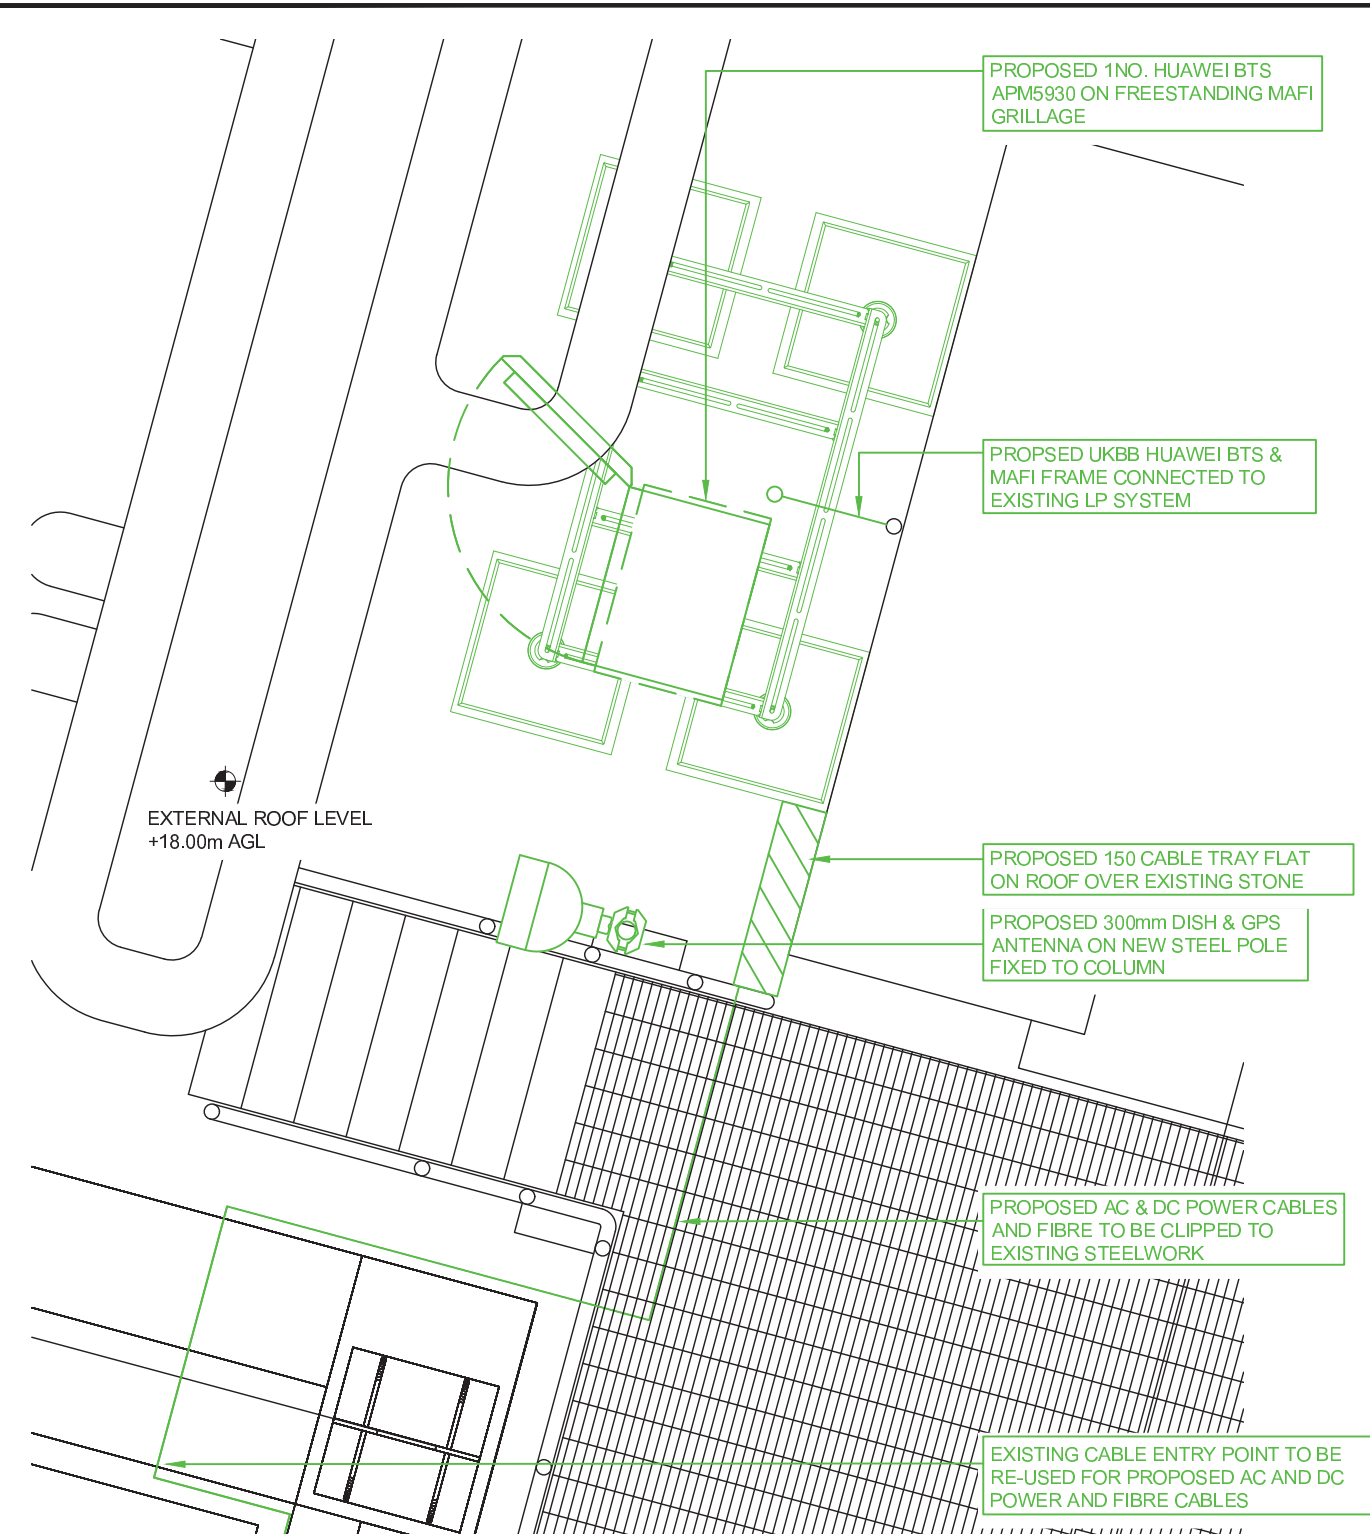 PROPOSED 1NO. HUAWEI BTS
APM5930 ON FREESTANDING MAFI
GRILLAGE
PROPSED UKBB HUAWEI BTS &
MAFI FRAME CONNECTED TO
EXISTING LP SYSTEM
EXTERNAL ROOF LEVEL
+18.00m AGL
PROPOSED 150 CABLE TRAY FLAT
ON ROOF OVER EXISTING STONE
PROPOSED 300mm DISH & GPS
ANTENNA ON NEW STEEL POLE
FIXED TO COLUMN
PROPOSED AC & DC POWER CABLES
AND FIBRE TO BE CLIPPED TO
EXISTING STEELWORK
EXISTING CABLE ENTRY POINT TO BE
RE-USED FOR PROPOSED AC AND DC
POWER AND FIBRE CABLES